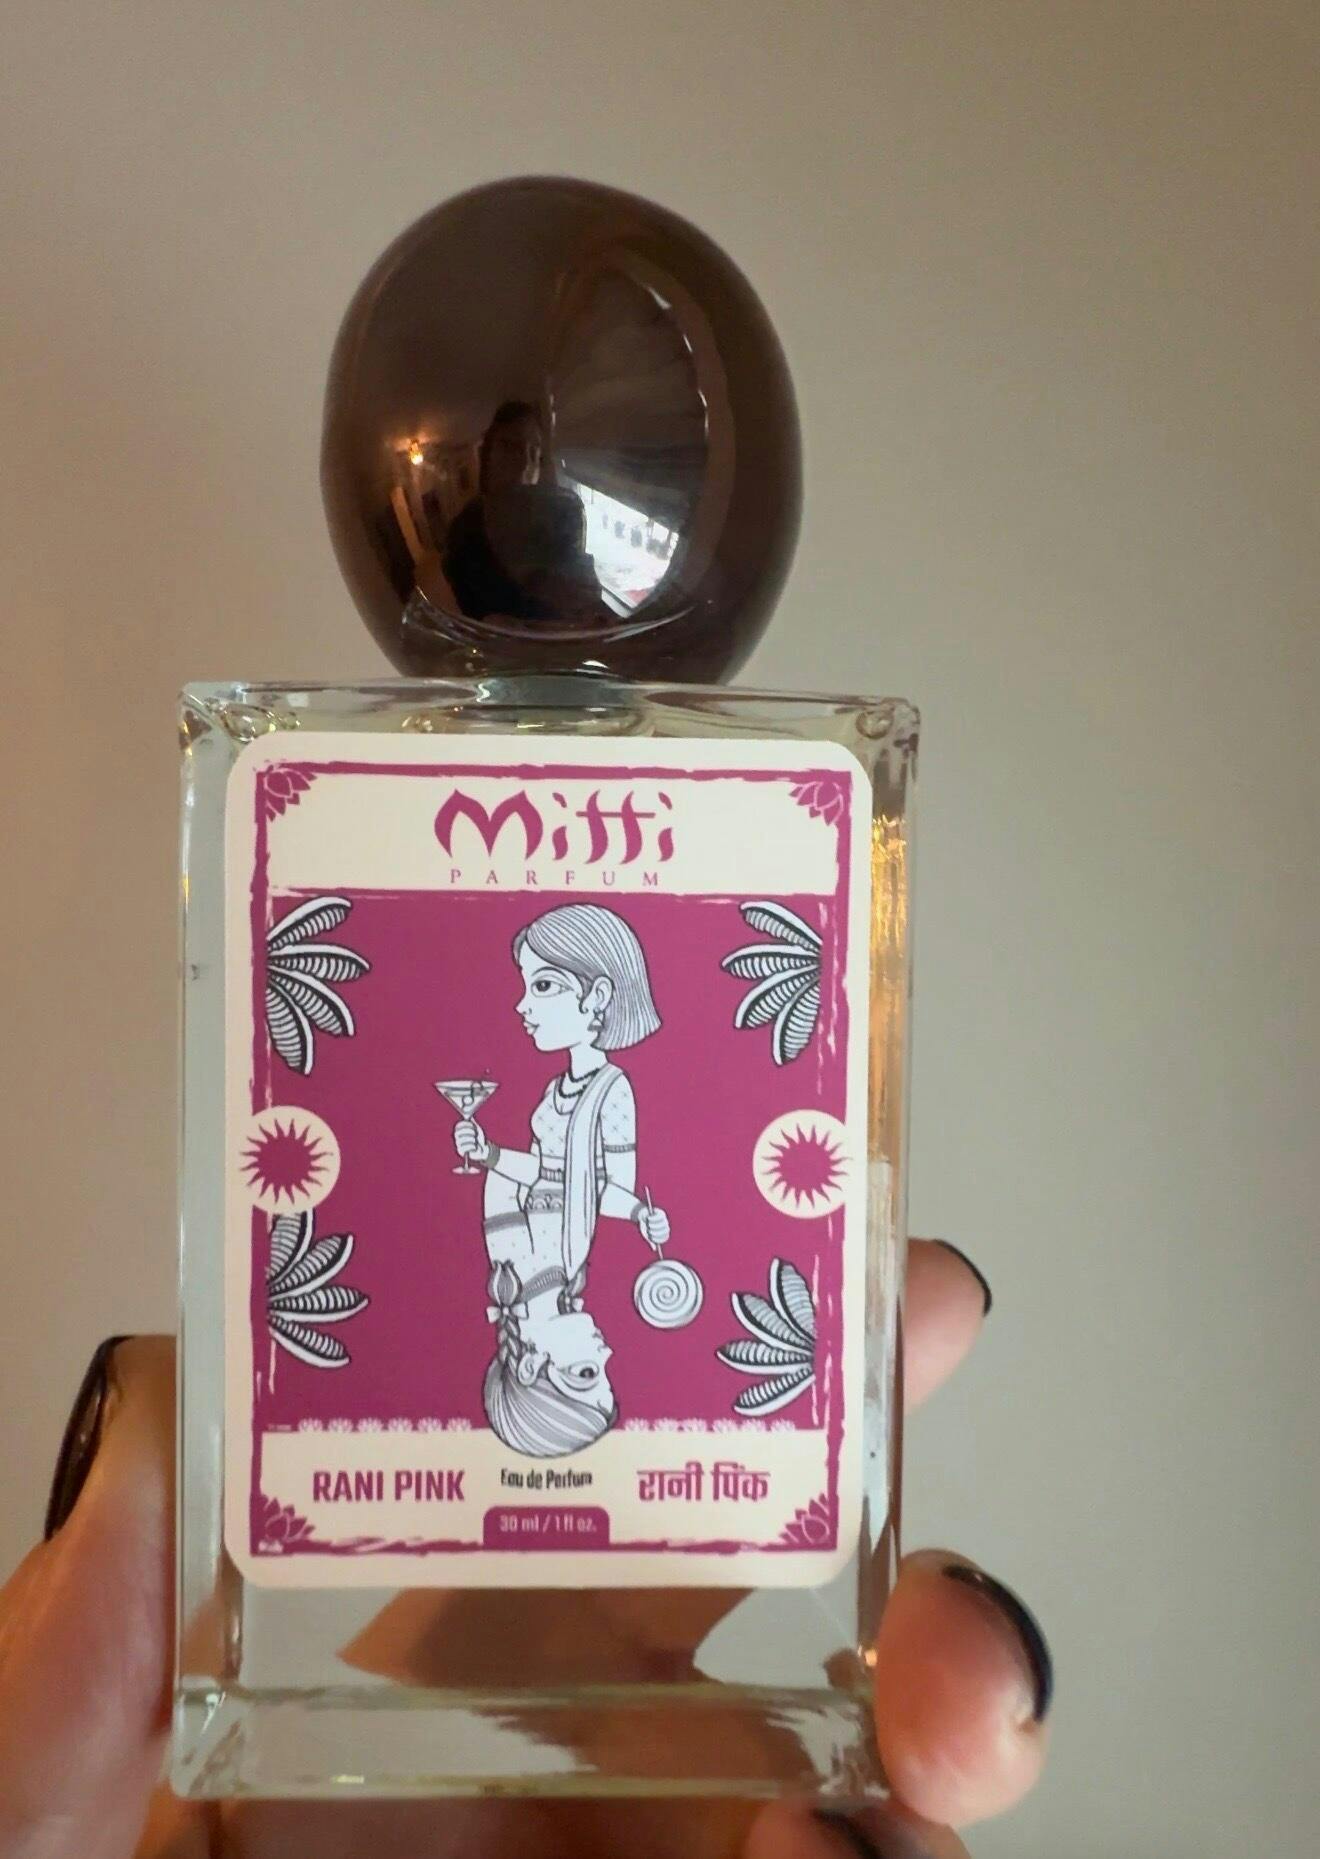 Mitti
PARFUM
RANI PINK Eau de Parfum रानी पिंक
30 ml / 1 fl oz.